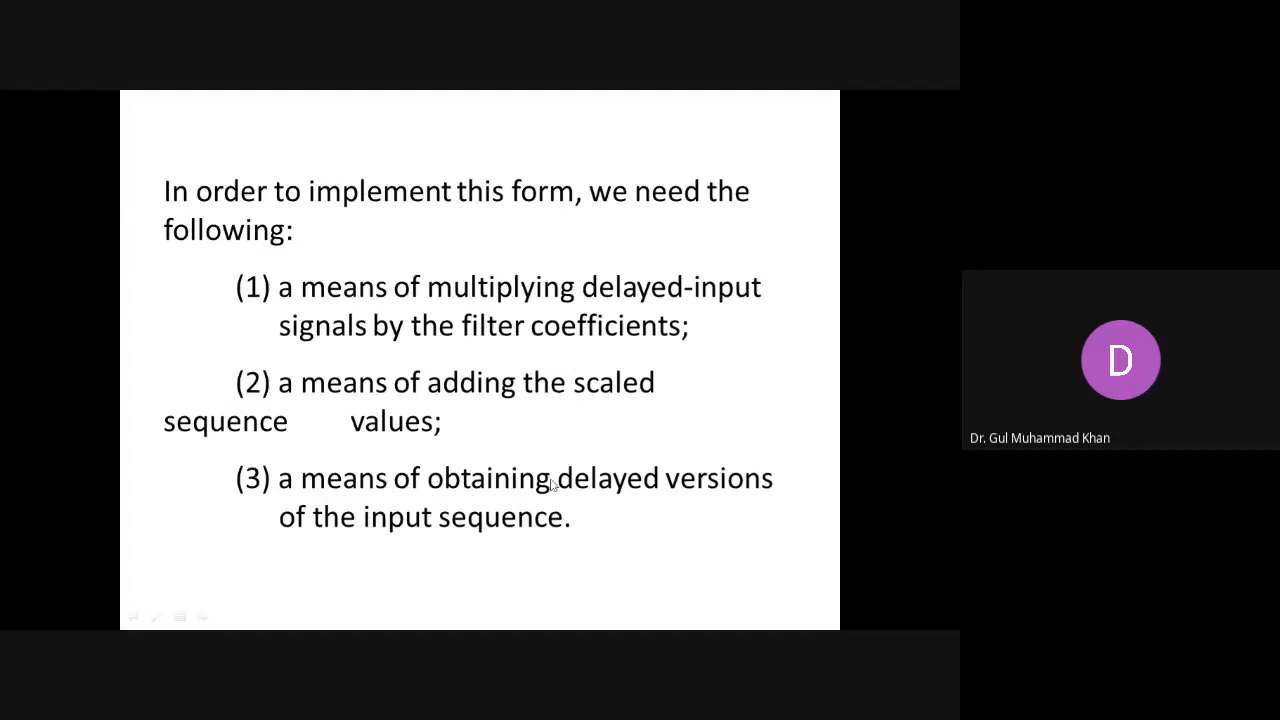 In order to implement this form, we need the
following:
(1) a means of multiplying delayed-input
signals by the filter coefficients;
(2) a means of adding the scaled
sequence values;
(3) a means of obtaining delayed versions
of the input sequence.
D
Dr. Gul Muhammad Khan